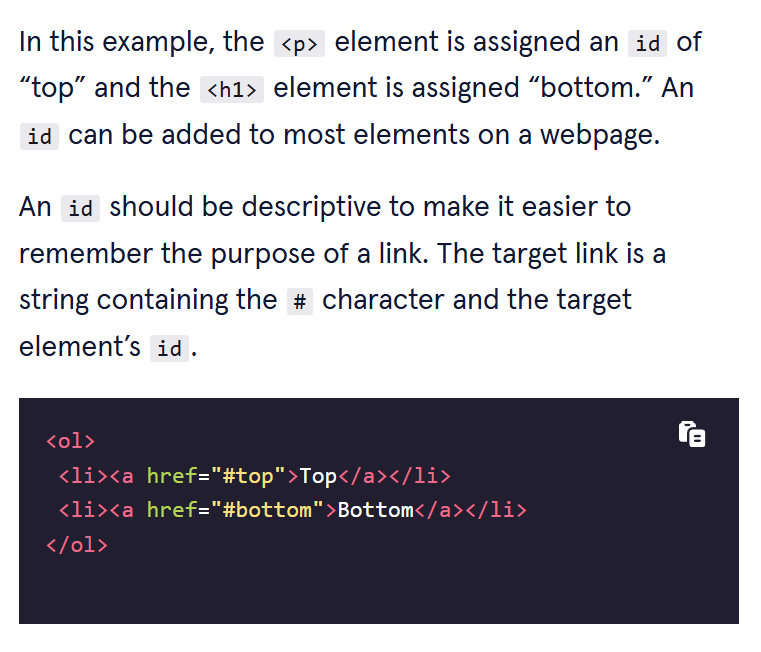 In this example, the <p> element is assigned an id of
“top” and the <h1> element is assigned “bottom.” An
id can be added to most elements on a webpage.
An id should be descriptive to make it easier to
remember the purpose of a link. The target link is a
string containing the # character and the target
element’s id.
<ol>
 <li><a href="#top">Top</a></li>
 <li><a href="#bottom">Bottom</a></li>
</ol>